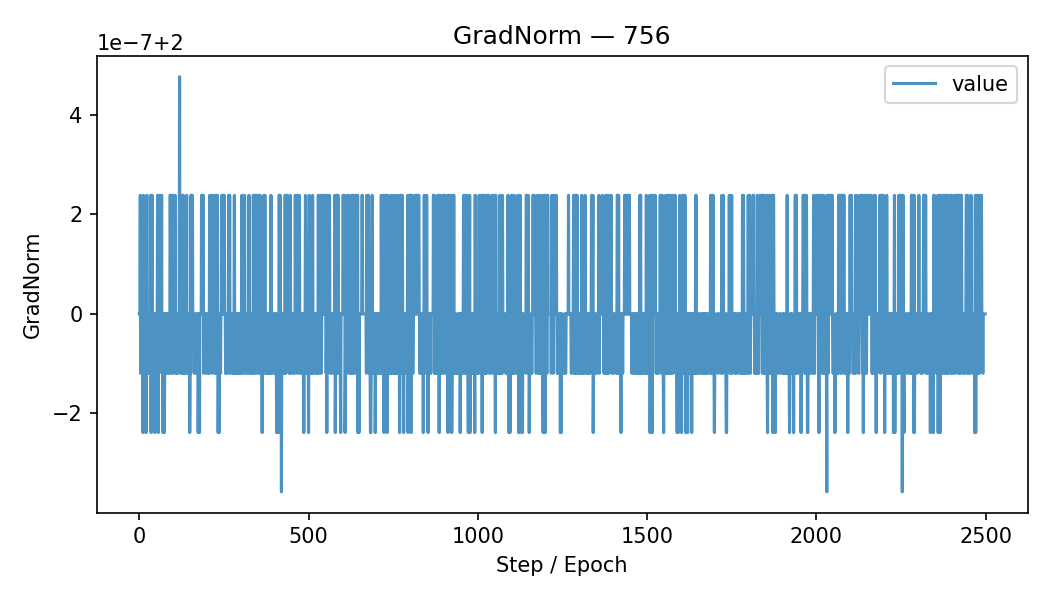 GradNorm — 756
1e−7+2
value
4
2
0
−2
GradNorm
0
500
1000
1500
2000
2500
Step / Epoch